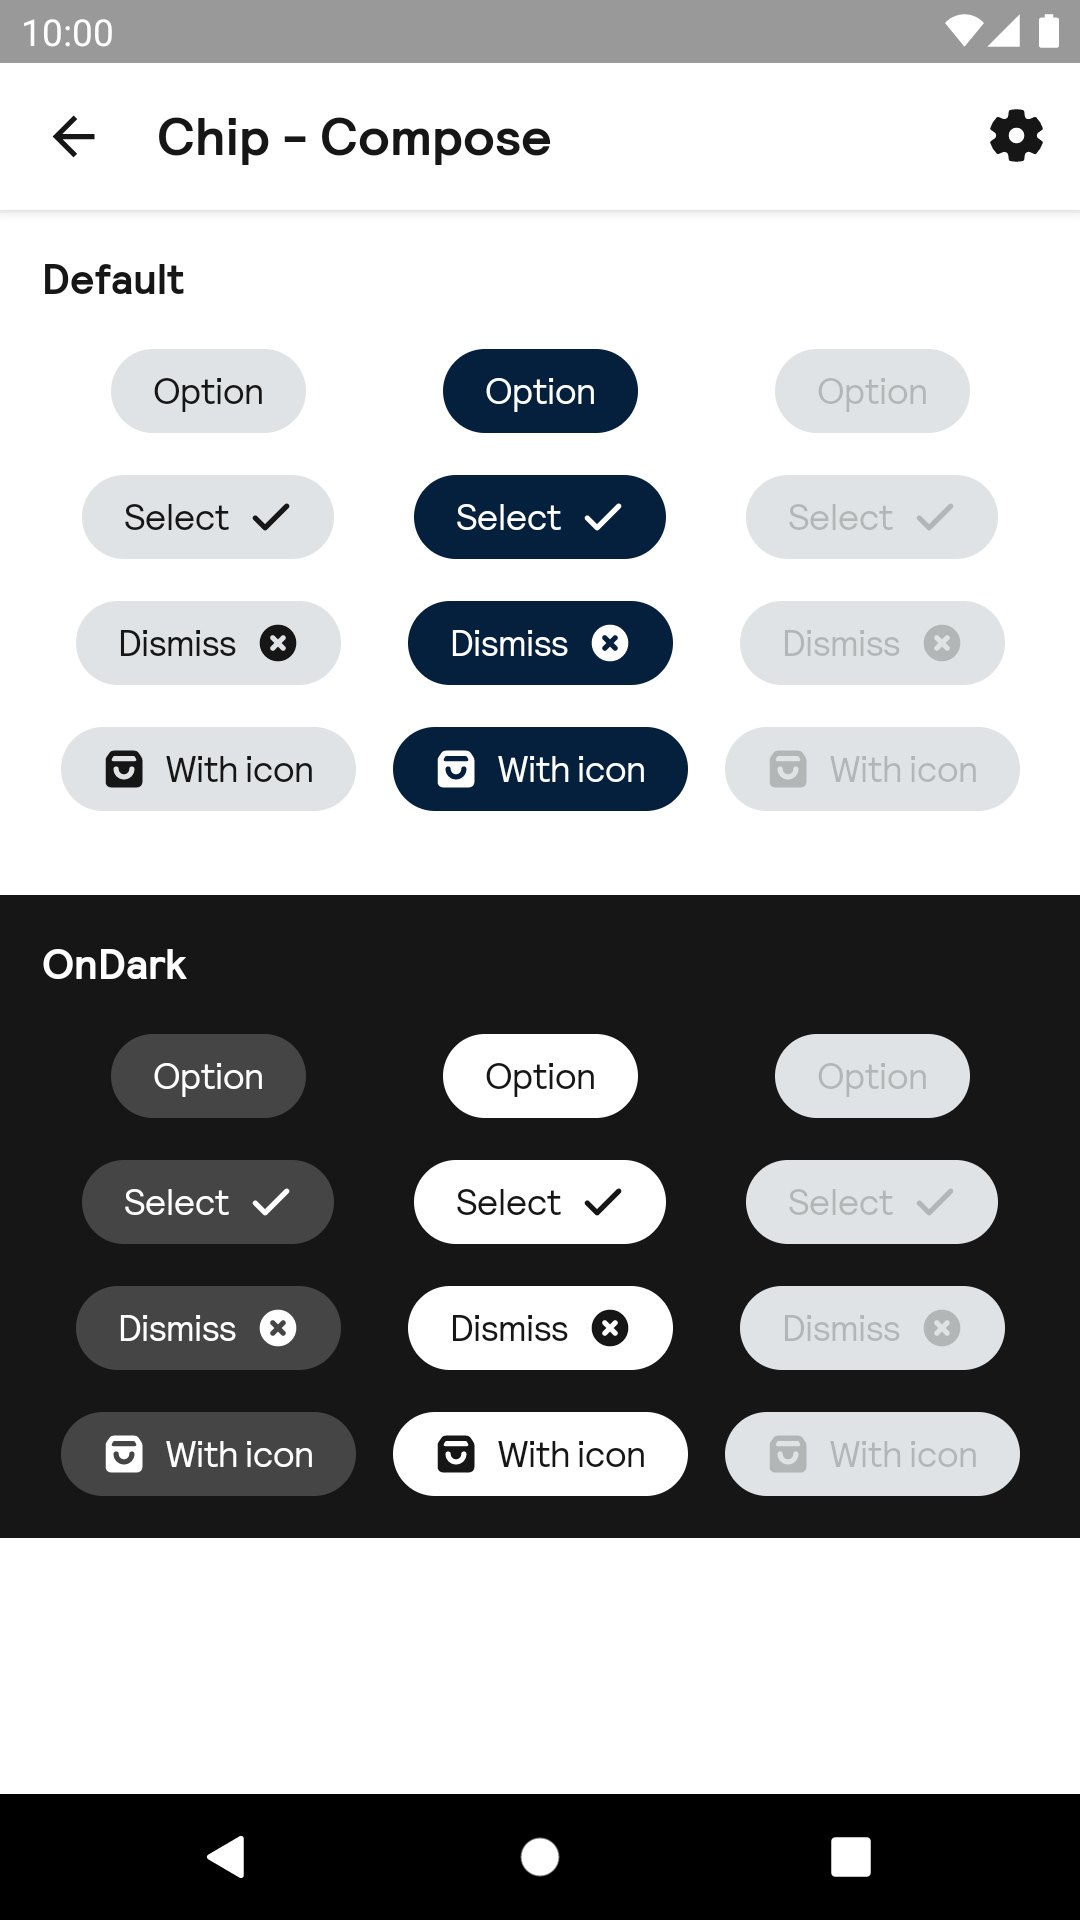 10:00
Chip - Compose
Default
Option Option Option
Select Select Select
Dismiss Dismiss Dismiss
With icon With icon With icon
OnDark
Option Option Option
Select Select Select
Dismiss Dismiss Dismiss
With icon With icon With icon